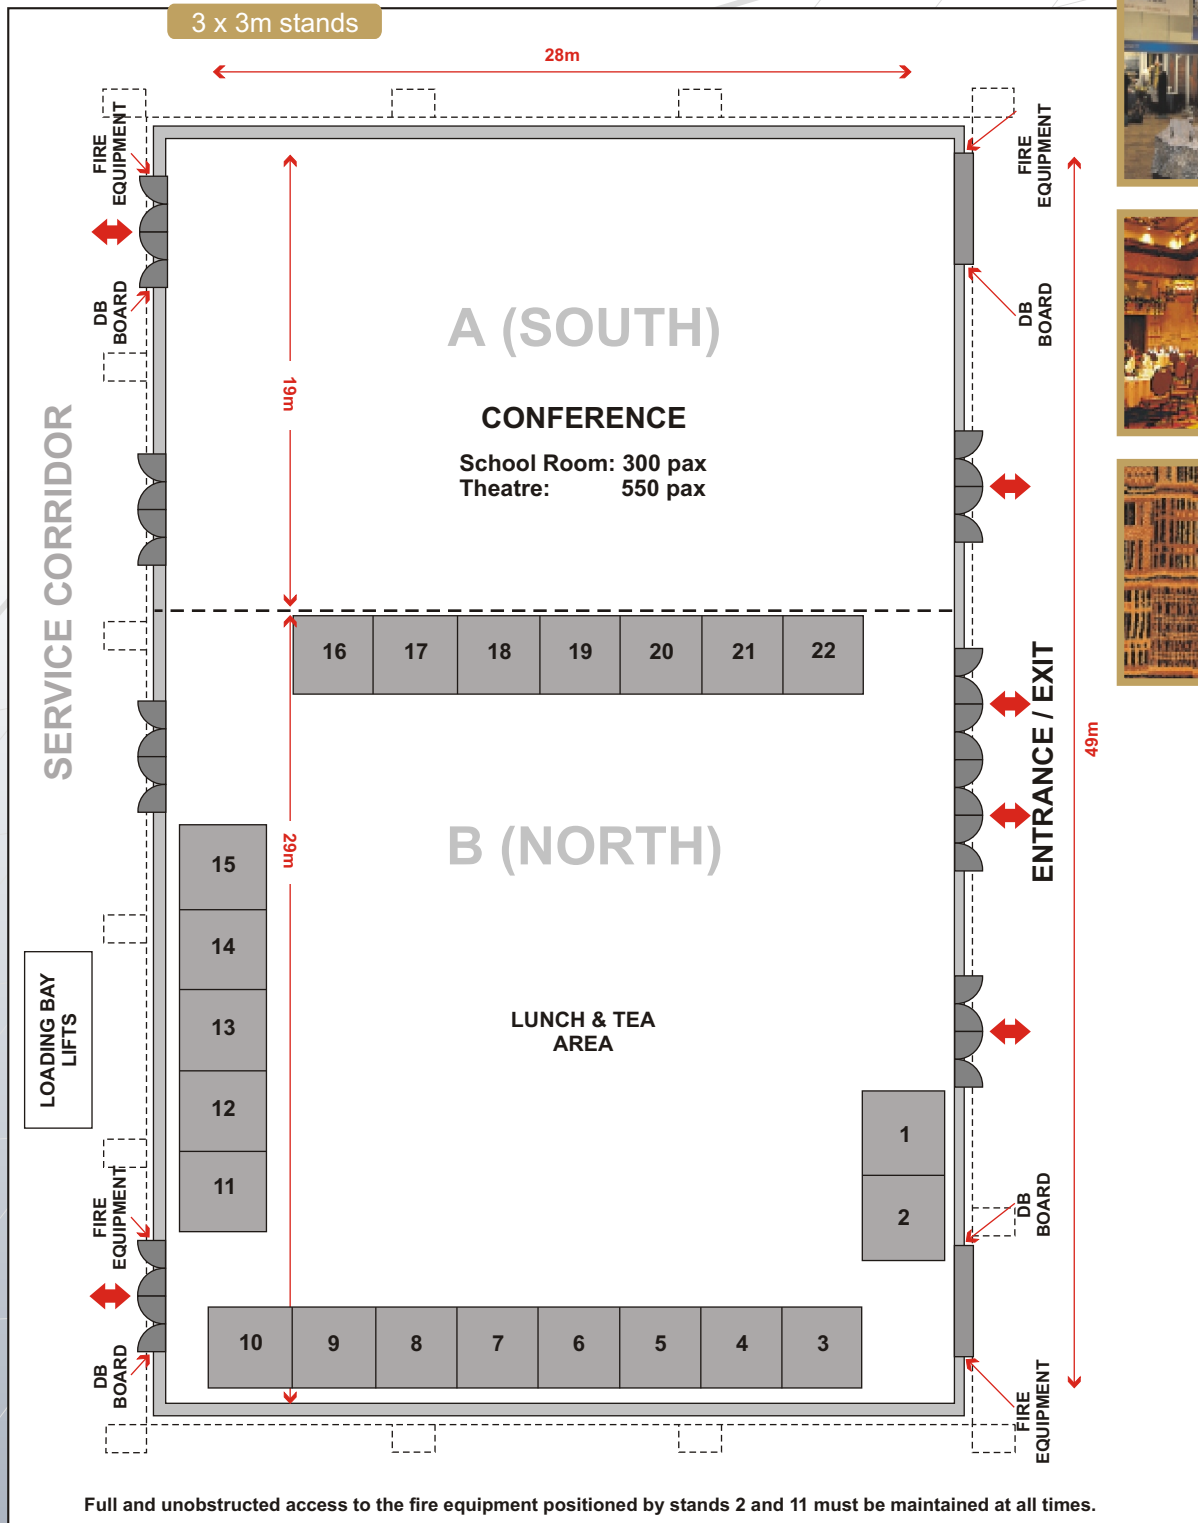 3 x 3m stands
28m
FIRE
EQUIPMENT
FIRE
EQUIPMENT
DB
BOARD
DB
BOARD
A (SOUTH)
19m
CONFERENCE
School Room: 300 pax
Theatre: 550 pax
SERVICE CORRIDOR
16 17 18 19 20 21 22
ENTRANCE / EXIT
49m
29m
B (NORTH)
15
14
13
12
11
LUNCH & TEA
AREA
LOADING BAY
LIFTS
1
2
FIRE
EQUIPMENT
DB
BOARD
10 9 8 7 6 5 4 3
DB
BOARD
FIRE
EQUIPMENT
Full and unobstructed access to the fire equipment positioned by stands 2 and 11 must be maintained at all times.